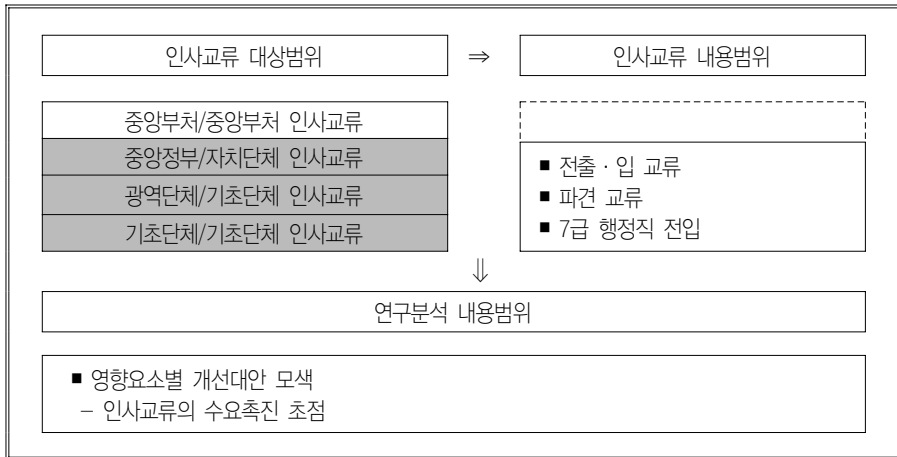 인사교류 대상범위 ⇒ 인사교류 내용범위
중앙부처/중앙부처 인사교류
중앙정부/자치단체 인사교류
광역단체/기초단체 인사교류
기초단체/기초단체 인사교류
■ 전출 · 입 교류
■ 파견 교류
■ 7급 행정직 전입
⇓
연구분석 내용범위
■ 영향요소별 개선대안 모색
– 인사교류의 수요촉진 초점